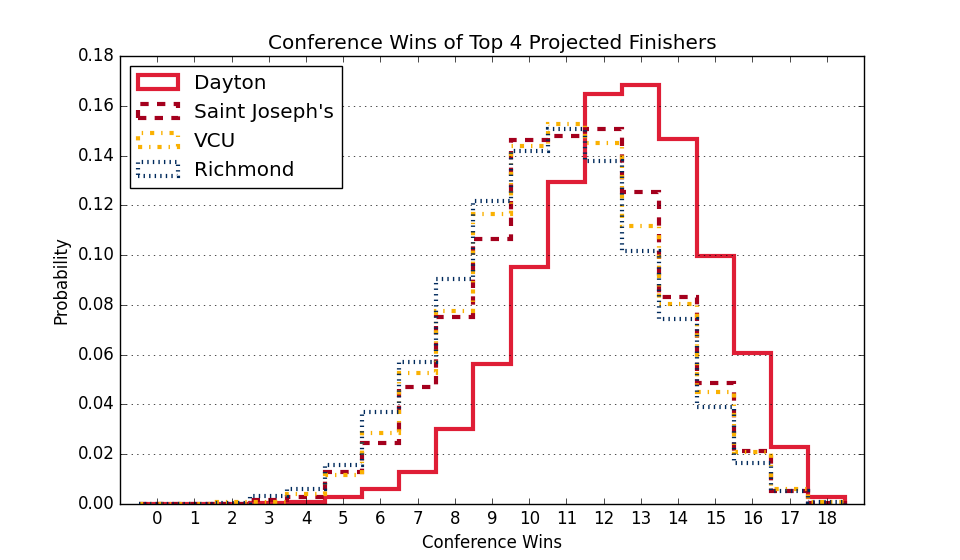 Conference Wins of Top 4 Projected Finishers
0.18
0.16
0.14
0.12
0.10
0.08
0.06
0.04
0.02
0.00
Probability
Dayton
Saint Joseph's
VCU
Richmond
0 1 2 3 4 5 6 7 8 9 10 11 12 13 14 15 16 17 18
Conference Wins